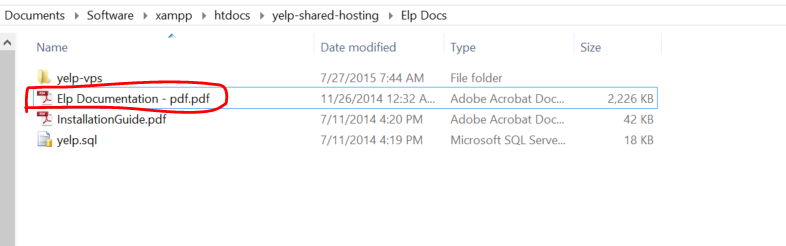 Documents ▸ Software ▸ xampp ▸ htdocs ▸ yelp-shared-hosting ▸ Elp Docs
Name Date modified Type Size
yelp-vps 7/27/2015 7:44 AM File folder
Elp Documentation - pdf.pdf 11/26/2014 12:32 A... Adobe Acrobat Doc... 2,226 KB
InstallationGuide.pdf 7/11/2014 4:20 PM Adobe Acrobat Doc... 42 KB
yelp.sql 7/11/2014 4:19 PM Microsoft SQL Serve... 18 KB